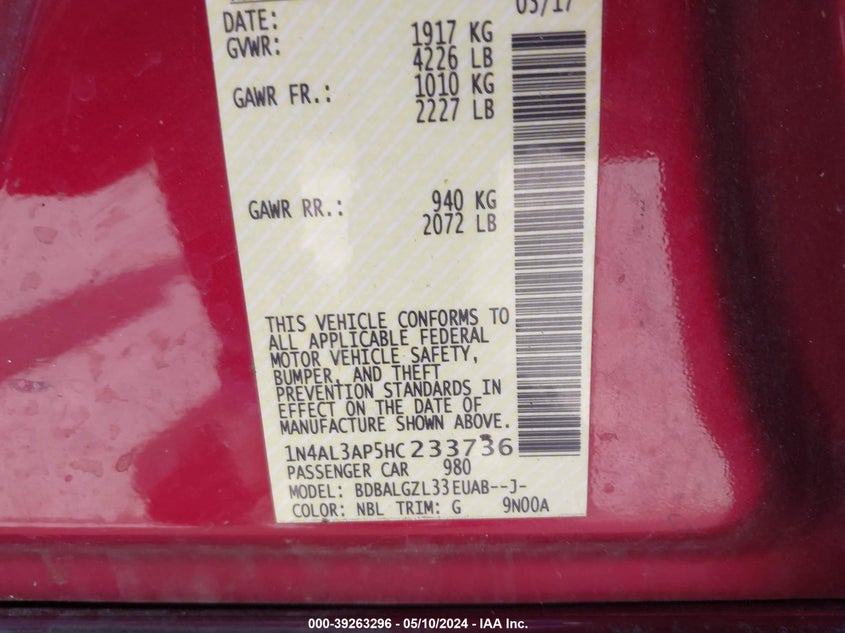 DATE: 03/17
GVWR: 1917 KG
4226 LB
GAWR FR.: 1010 KG
2227 LB
GAWR RR.: 940 KG
2072 LB
THIS VEHICLE CONFORMS TO
ALL APPLICABLE FEDERAL
MOTOR VEHICLE SAFETY,
BUMPER, AND THEFT
PREVENTION STANDARDS IN
EFFECT ON THE DATE OF
MANUFACTURE SHOWN ABOVE.
1N4AL3AP5HC233736
PASSENGER CAR 980
MODEL: BDBALGZL33EUAB--J-
COLOR: NBL TRIM: G 9N00A
000-39263296 - 05/10/2024 - IAA Inc.